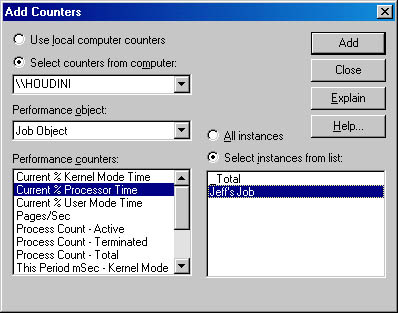 Add Counters
Use local computer counters
Select counters from computer:
\\HOUDINI
Performance object:
Job Object
Performance counters:
Current % Kernel Mode Time
Current % Processor Time
Current % User Mode Time
Pages/Sec
Process Count - Active
Process Count - Terminated
Process Count - Total
This Period mSec - Kernel Mode
All instances
Select instances from list:
_Total
Jeff's Job
Add
Close
Explain
Help...